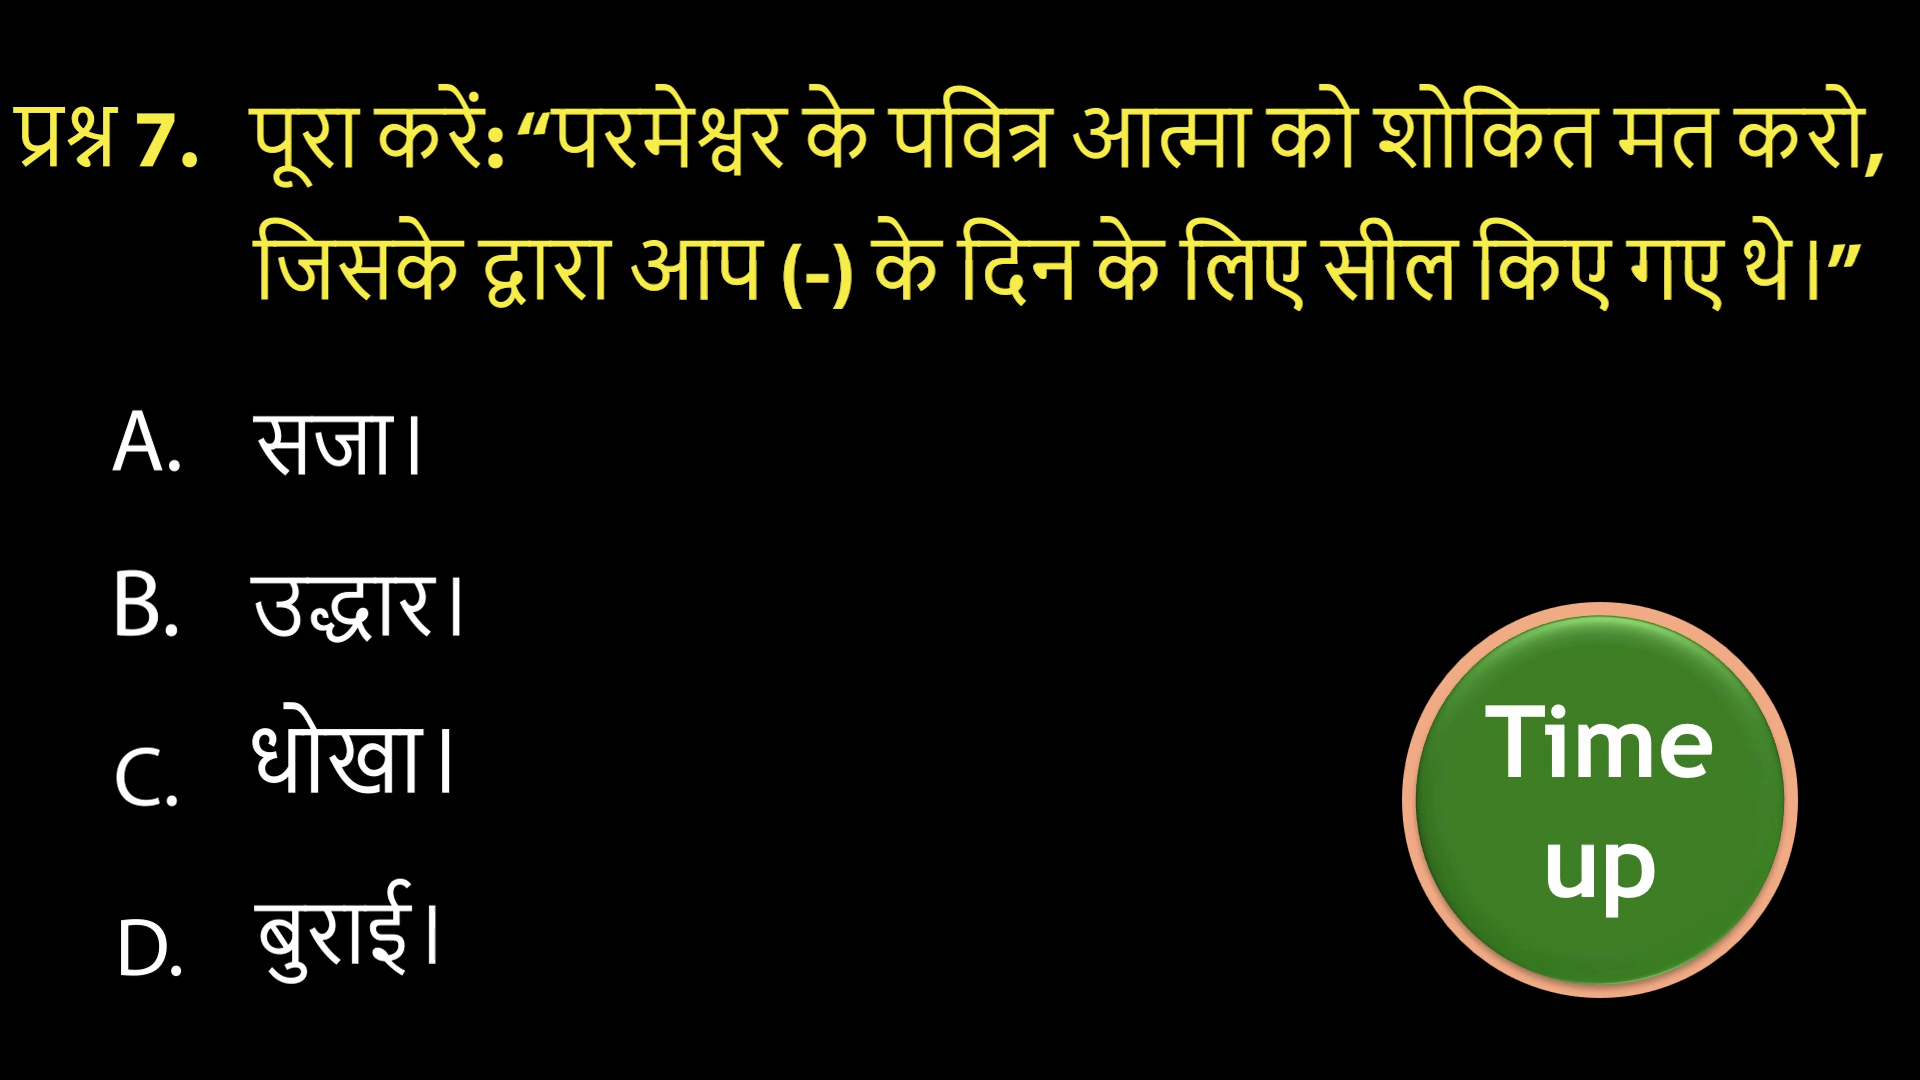 प्रश्न 7. पूरा करें: “परमेश्वर के पवित्र आत्मा को शोकित मत करो,
जिसके द्वारा आप (-) के दिन के लिए सील किए गए थे।”
A. सजा।
B. उद्धार।
C. धोखा।
D. बुराई।
Time
up